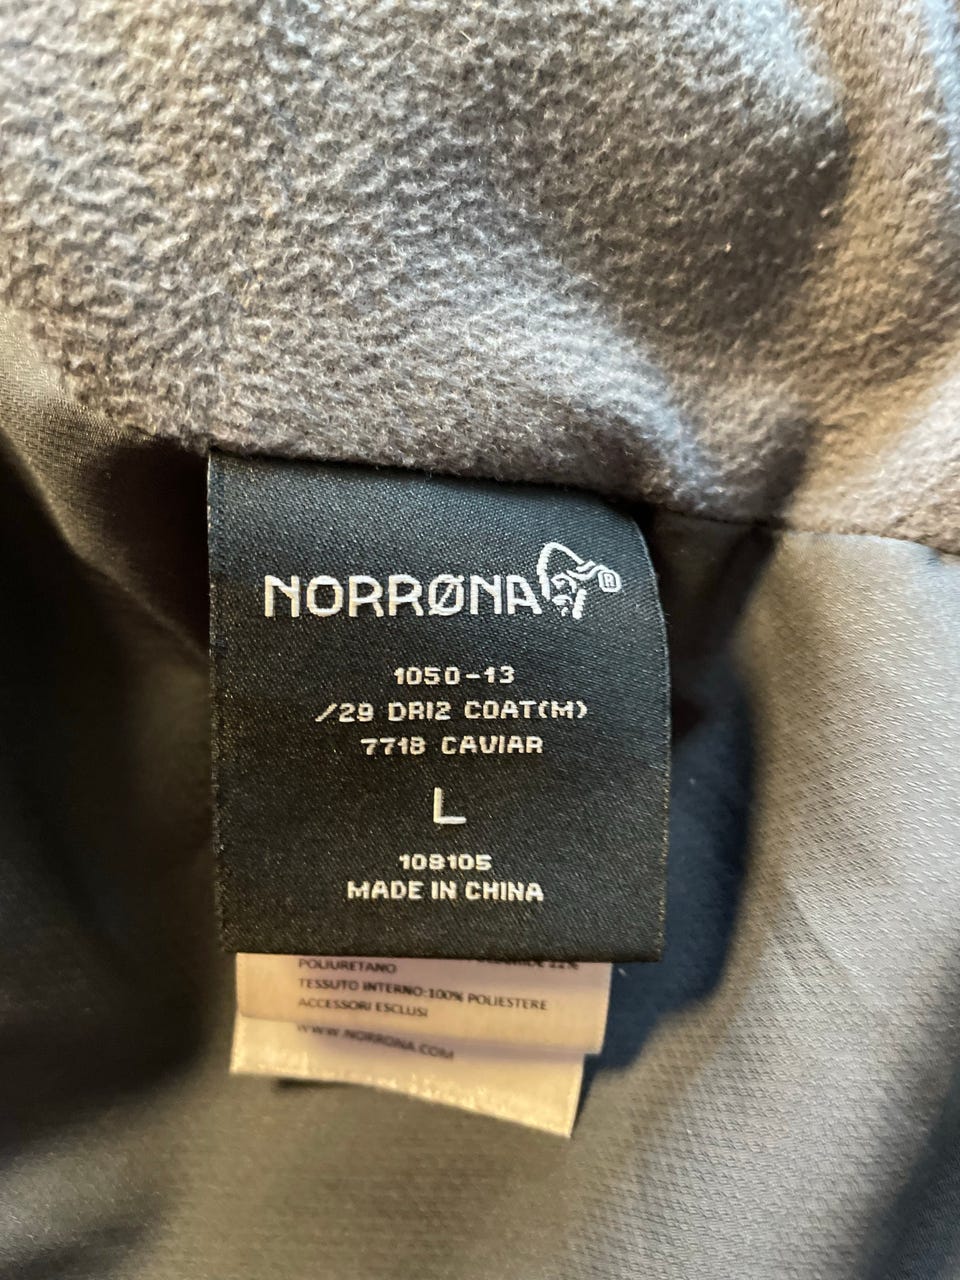 NORRØNA®
1050-13
/29 DRI2 COAT(M)
7718 CAVIAR
L
108105
MADE IN CHINA
22%
POLIURETANO
TESSUTO INTERNO:100% POLIESTERE
ACCESSORI ESCLUSI
WWW.NORRONA.COM